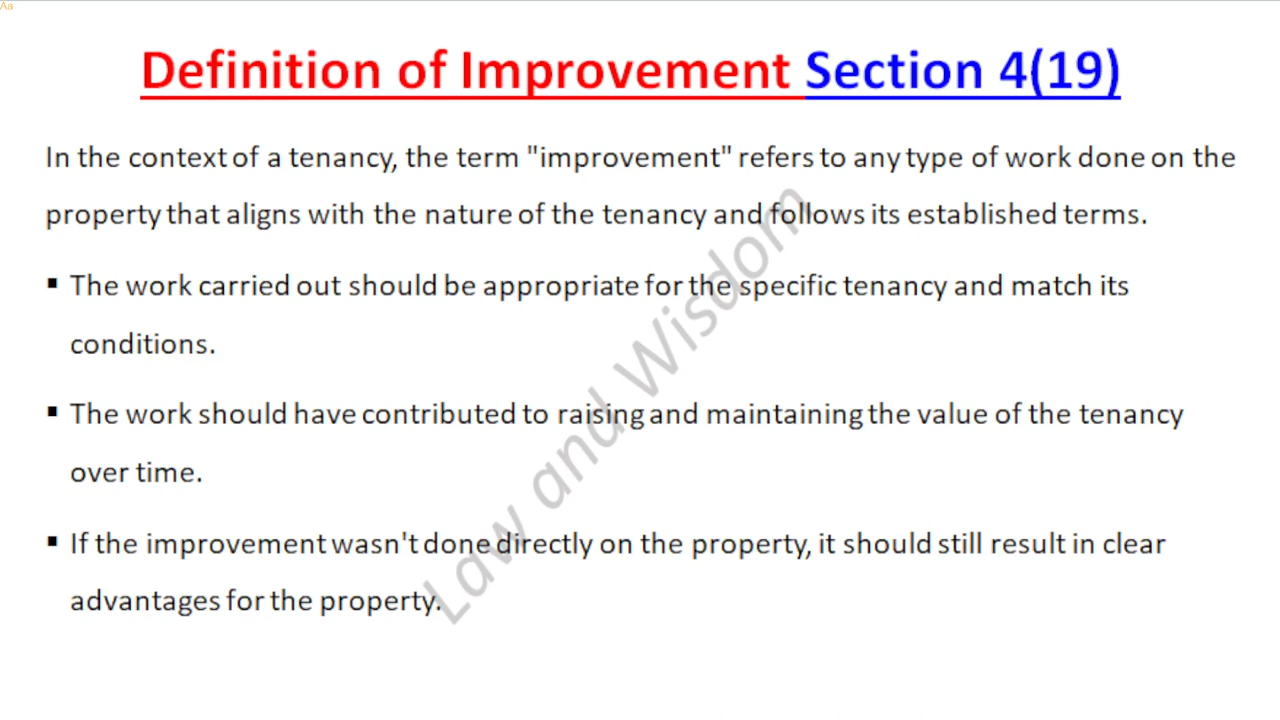 Aa
Definition of Improvement Section 4(19)
In the context of a tenancy, the term "improvement" refers to any type of work done on the
property that aligns with the nature of the tenancy and follows its established terms.
▪ The work carried out should be appropriate for the specific tenancy and match its
conditions.
▪ The work should have contributed to raising and maintaining the value of the tenancy
over time.
▪ If the improvement wasn't done directly on the property, it should still result in clear
advantages for the property.
Law and Wisdom